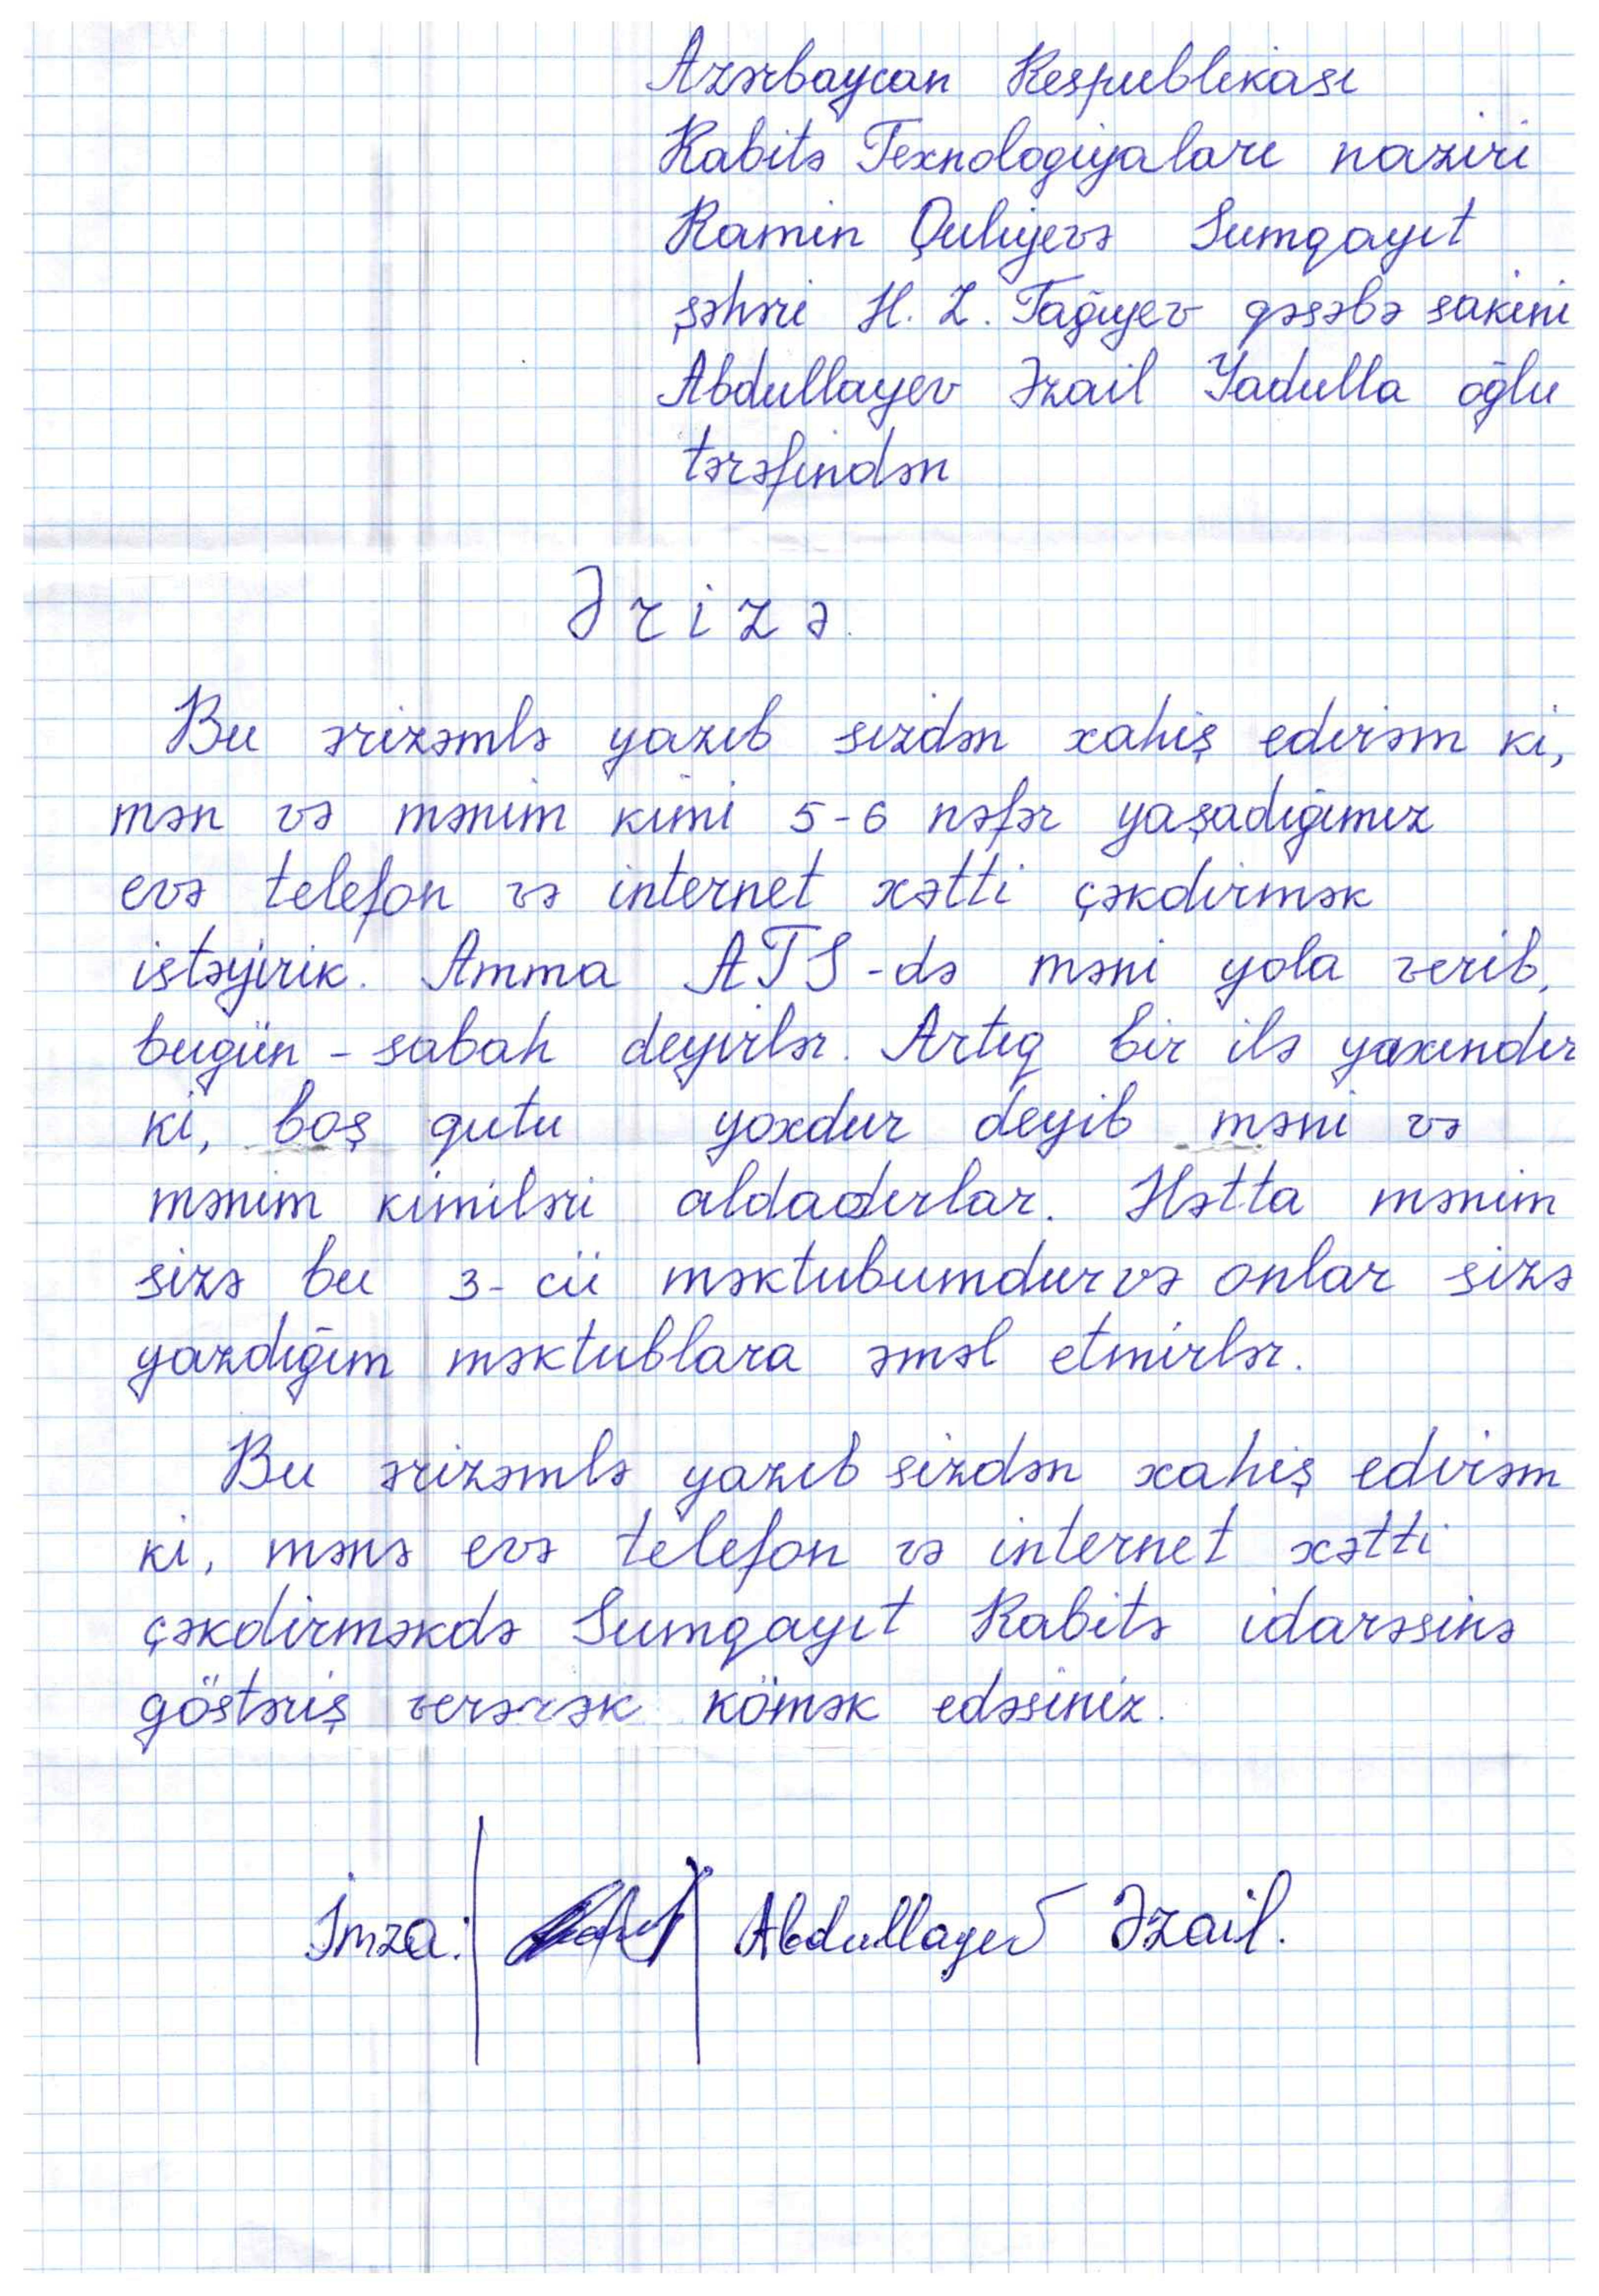 Azərbaycan Respublikası
Rabitə Texnologiyaları naziri
Ramin Quliyevə Sumqayıt
şəhəri H. Z. Tağıyev qəsəbə sakini
Abdullayev Əzail Yadulla oğlu
tərəfindən
Ərizə.
Bu ərizəmlə yazıb sizdən xahiş edirəm ki,
mən və mənim kimi 5-6 nəfər yaşadığımız
evə telefon və internet xətti çəkdirmək
istəyirik. Amma ATS-də məni yola verib,
bugün - sabah deyirlər. Artıq bir ilə yaxındır
ki, boş qutu yoxdur deyib məni və
mənim kimiləri aldadırlar. Hətta mənim
sizə bu 3-cü məktubumdur və onlar sizə
yazdığım məktublara əməl etmirlər.
Bu ərizəmlə yazıb sizdən xahiş edirəm
ki, mənə evə telefon və internet xətti
çəkdirməkdə Sumqayıt Rabitə idarəsinə
göstəriş verərək kömək edəsiniz.
İmza: Abdullayev Əzail.